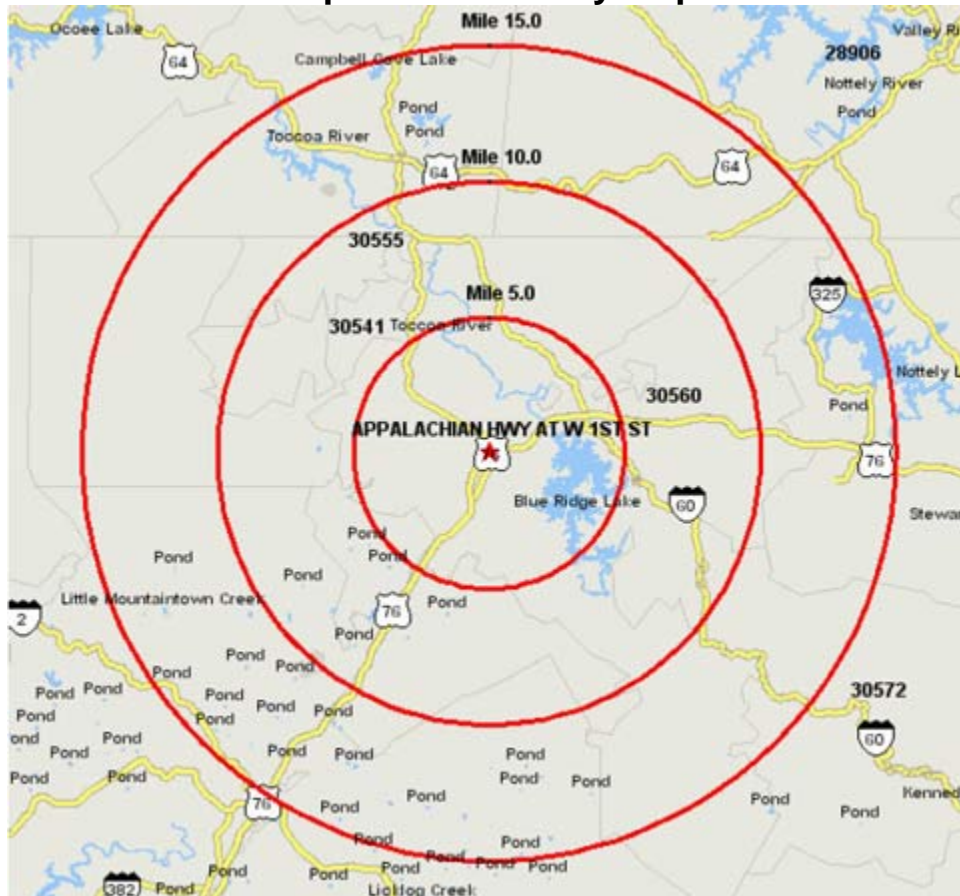 Mile 15.0
Ocoee Lake
Valley Ri
64
Campbell Cove Lake
28906
Nottely River
Pond
Pond
Toccoa River
Pond
Mile 10.0
64
64
30555
Mile 5.0
325
30541 Toccoa River
Nottely L
30560
Pond
APPALACHIAN HWY AT W 1ST ST
76
Blue Ridge Lake
60
Stewar
Pond
Pond
Pond
Pond
Little Mountaintown Creek
Pond
2
76
Pond
Pond
Pond
Pond
Pond
Pond
Pond
30572
Pond
Pond
Pond
Pond
Pond
ond
Pond
60
Pond
Pond
Pond
Pond
Pond
Pond
Pond
Pond
Pond
Kenned
76
Pond
Pond
Pond
Pond
Pond
Pond
Pond
Pond
Pond
Pond
Pond
Pond
382
Pond
Licklog Creek